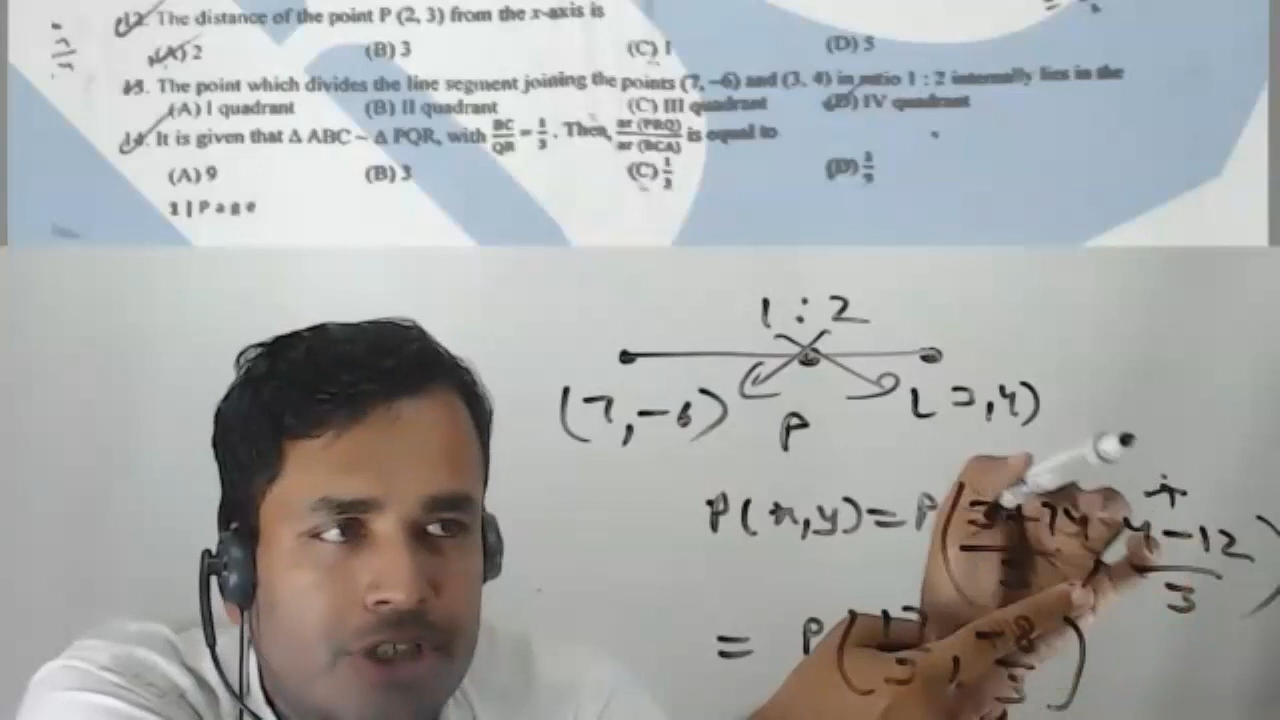 12. The distance of the point P (2, 3) from the x-axis is
(A) 2 (B) 3 (C) 1 (D) 5
13. The point which divides the line segment joining the points (7, –6) and (3, 4) in ratio 1 : 2 internally lies in the
(A) I quadrant (B) II quadrant (C) III quadrant (D) IV quadrant
14. It is given that Δ ABC ~ Δ PQR, with BC/QR = 1/3. Then, ar (PRQ)/ar (BCA) is equal to
(A) 9 (B) 3 (C) 1/3 (D)
1 | Page
1 : 2
(7, -6) P , 4)
P(x, y) = P( 4-12/3)
= P( , -8/3)